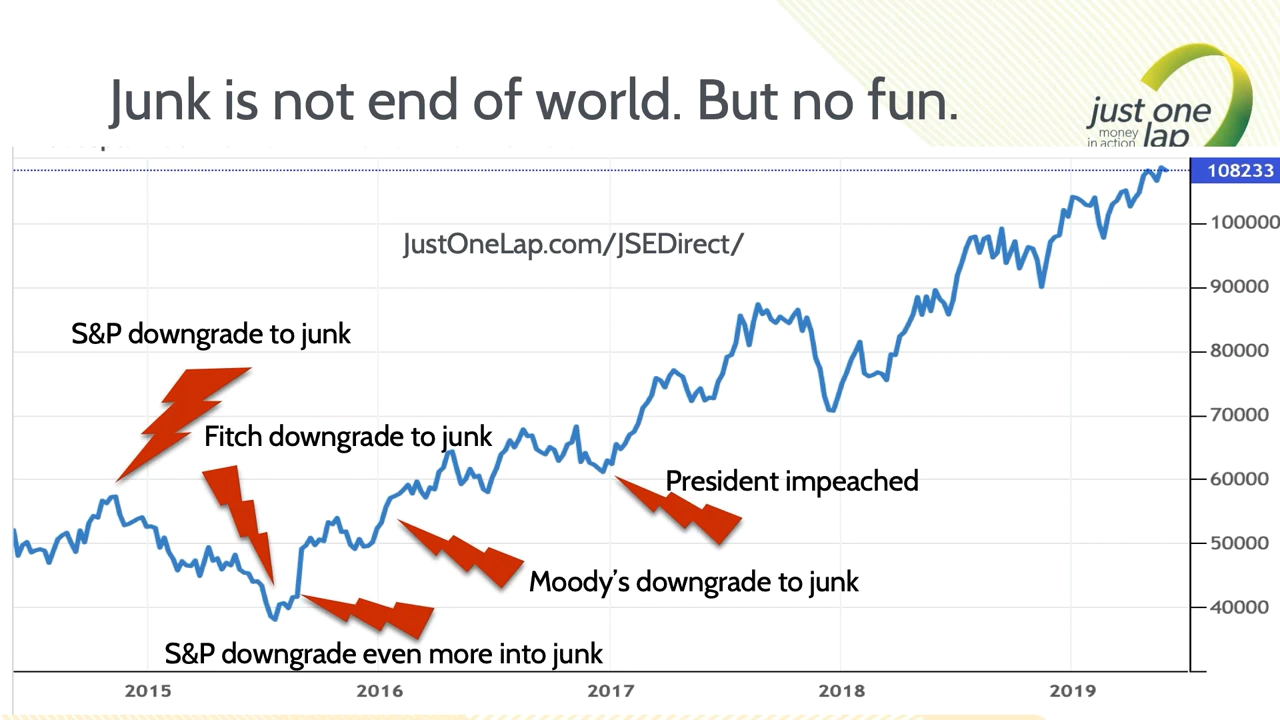 Junk is not end of world. But no fun.
just one
money
in action
lap
108233
JustOneLap.com/JSEDirect/
100000
90000
S&P downgrade to junk
80000
70000
Fitch downgrade to junk
President impeached
60000
50000
Moody's downgrade to junk
40000
S&P downgrade even more into junk
2015
2016
2017
2018
2019